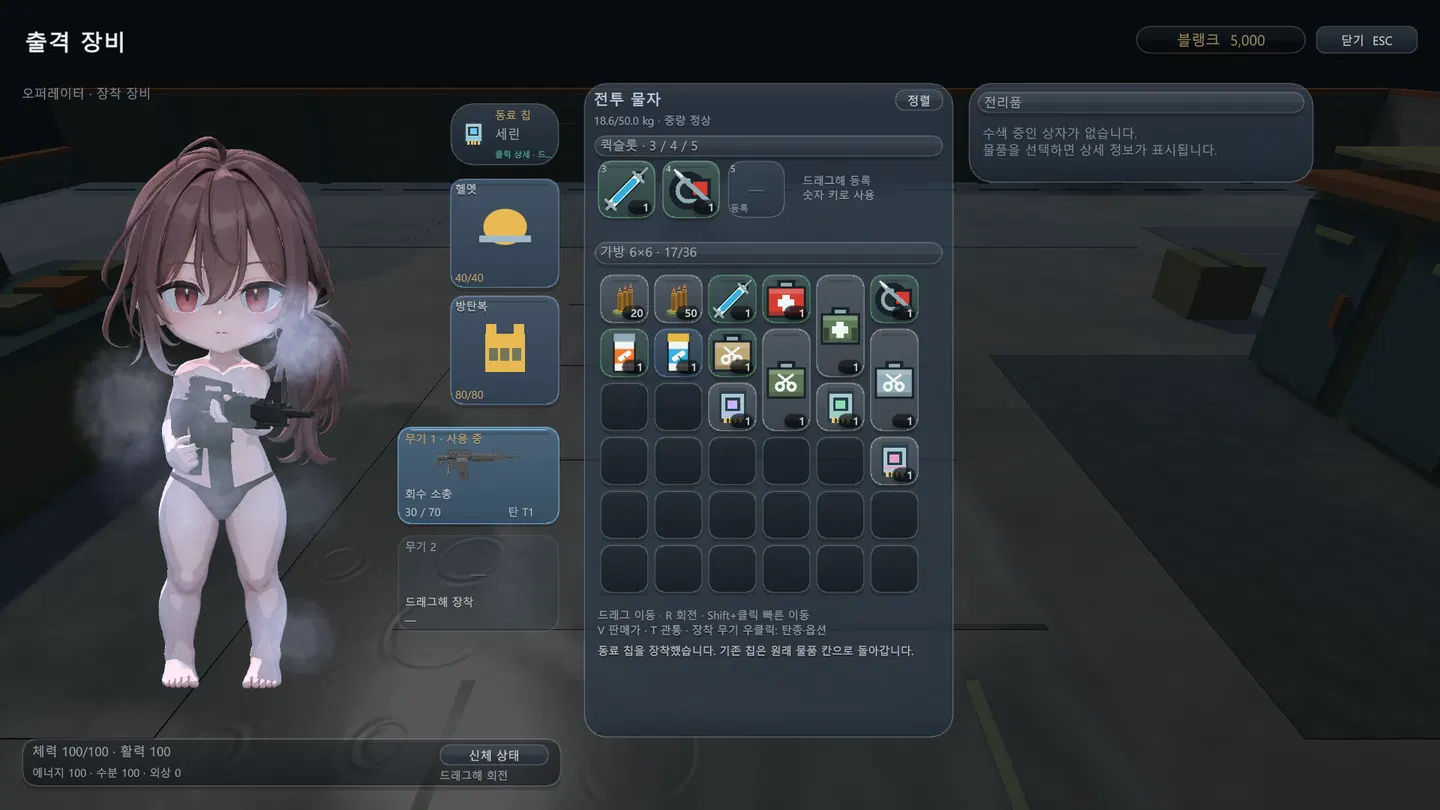 출격 장비
블랭크 5,000
닫기 ESC
오퍼레이터 · 장착 장비
동료 칩
세린
클릭 상세 · 드...
헬멧
40/40
방탄복
80/80
무기 1 · 사용 중
회수 소총
30 / 70
탄 T1
무기 2
—
드래그해 장착
—
전투 물자
정렬
18.6/50.0 kg · 중량 정상
퀵슬롯 · 3 / 4 / 5
3
1
4
1
5
—
등록
드래그해 등록
숫자 키로 사용
가방 6×6 · 17/36
20
50
1
1
1
1
1
1
1
1
1
1
1
1
드래그 이동 · R 회전 · Shift+클릭 빠른 이동
V 판매가 · T 관통 · 장착 무기 우클릭: 탄종·옵션
동료 칩을 장착했습니다. 기존 칩은 원래 물품 칸으로 돌아갑니다.
전리품
수색 중인 상자가 없습니다.
물품을 선택하면 상세 정보가 표시됩니다.
체력 100/100 · 활력 100
에너지 100 · 수분 100 · 외상 0
신체 상태
드래그해 회전